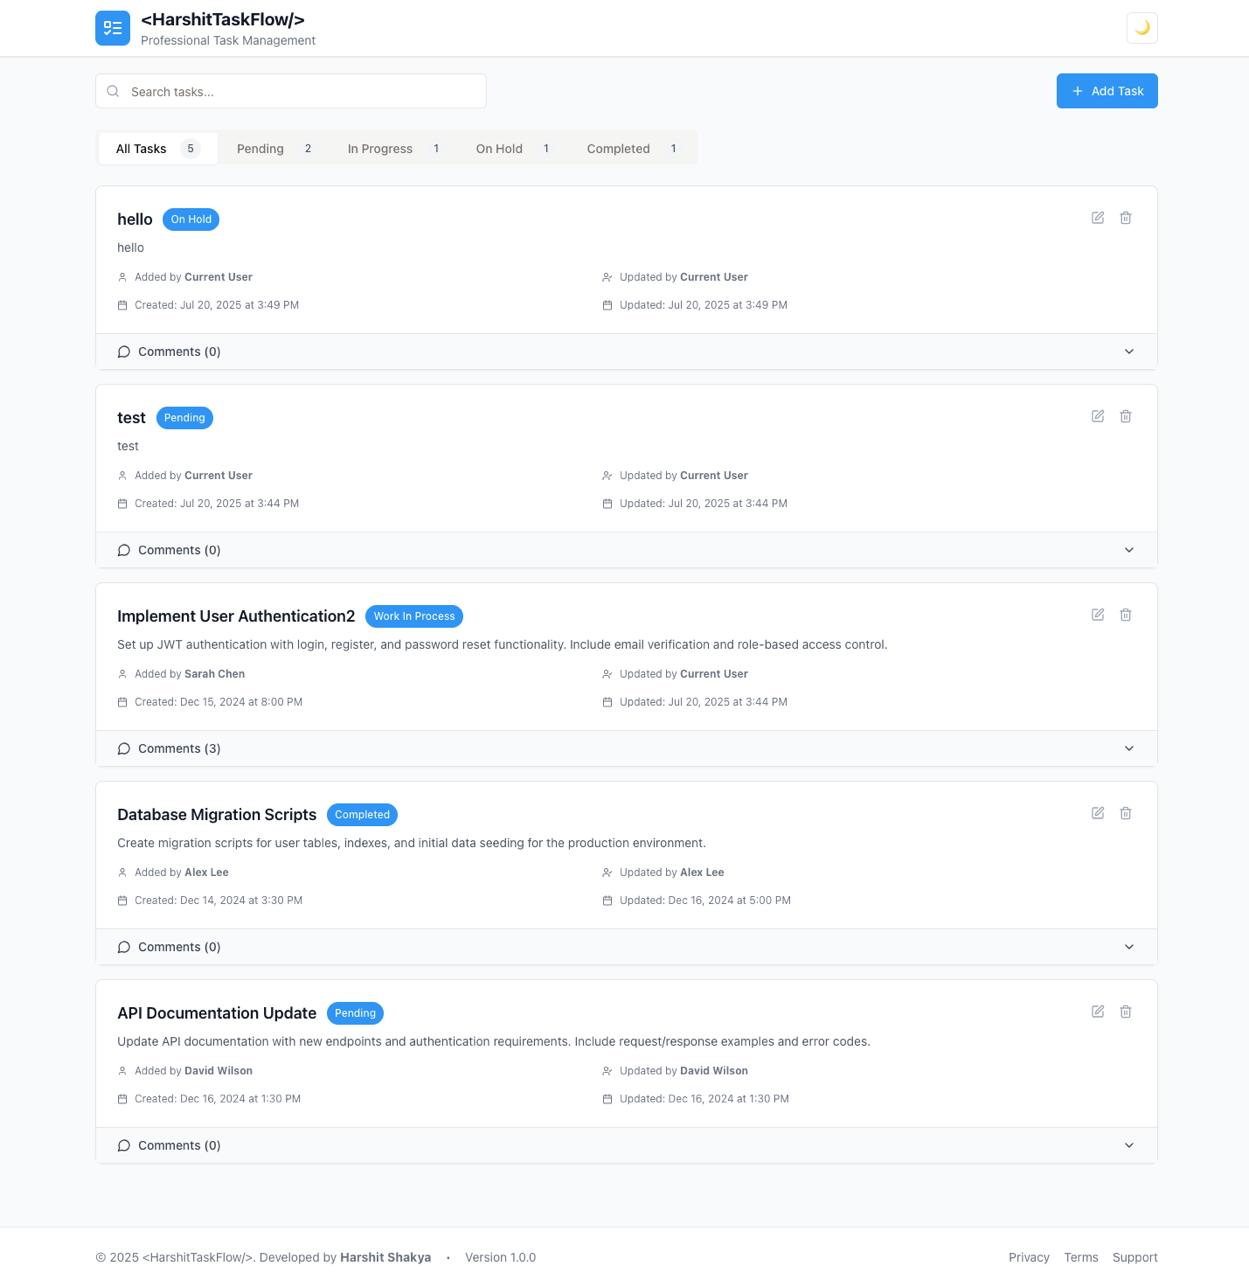 <HarshitTaskFlow/>
Professional Task Management
Search tasks...
Add Task
All Tasks 5 Pending 2 In Progress 1 On Hold 1 Completed 1
hello On Hold
hello
Added by Current User Updated by Current User
Created: Jul 20, 2025 at 3:49 PM Updated: Jul 20, 2025 at 3:49 PM
Comments (0)
test Pending
test
Added by Current User Updated by Current User
Created: Jul 20, 2025 at 3:44 PM Updated: Jul 20, 2025 at 3:44 PM
Comments (0)
Implement User Authentication2 Work In Process
Set up JWT authentication with login, register, and password reset functionality. Include email verification and role-based access control.
Added by Sarah Chen Updated by Current User
Created: Dec 15, 2024 at 8:00 PM Updated: Jul 20, 2025 at 3:44 PM
Comments (3)
Database Migration Scripts Completed
Create migration scripts for user tables, indexes, and initial data seeding for the production environment.
Added by Alex Lee Updated by Alex Lee
Created: Dec 14, 2024 at 3:30 PM Updated: Dec 16, 2024 at 5:00 PM
Comments (0)
API Documentation Update Pending
Update API documentation with new endpoints and authentication requirements. Include request/response examples and error codes.
Added by David Wilson Updated by David Wilson
Created: Dec 16, 2024 at 1:30 PM Updated: Dec 16, 2024 at 1:30 PM
Comments (0)
© 2025 <HarshitTaskFlow/>. Developed by Harshit Shakya • Version 1.0.0 Privacy Terms Support